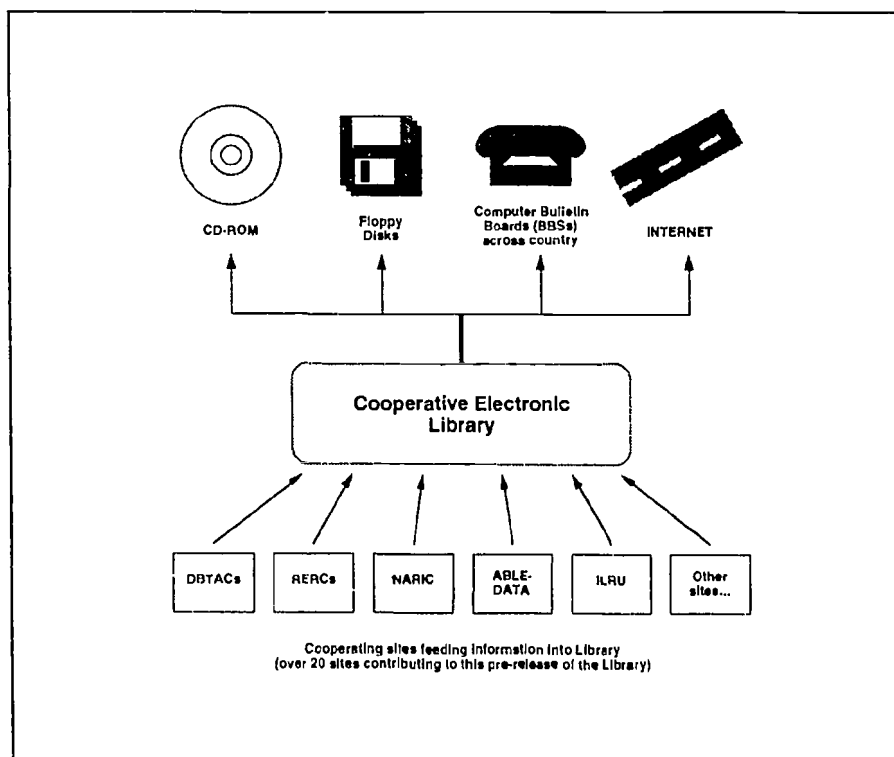 CD-ROM
Floppy
Disks
Computer Bulletin
Boards (BBSs)
across country
INTERNET
Cooperative Electronic
Library
DBTACs
RERCs
NARIC
ABLE-
DATA
ILRU
Other
sites...
Cooperating sites feeding information into Library
(over 20 sites contributing to this pre-release of the Library)